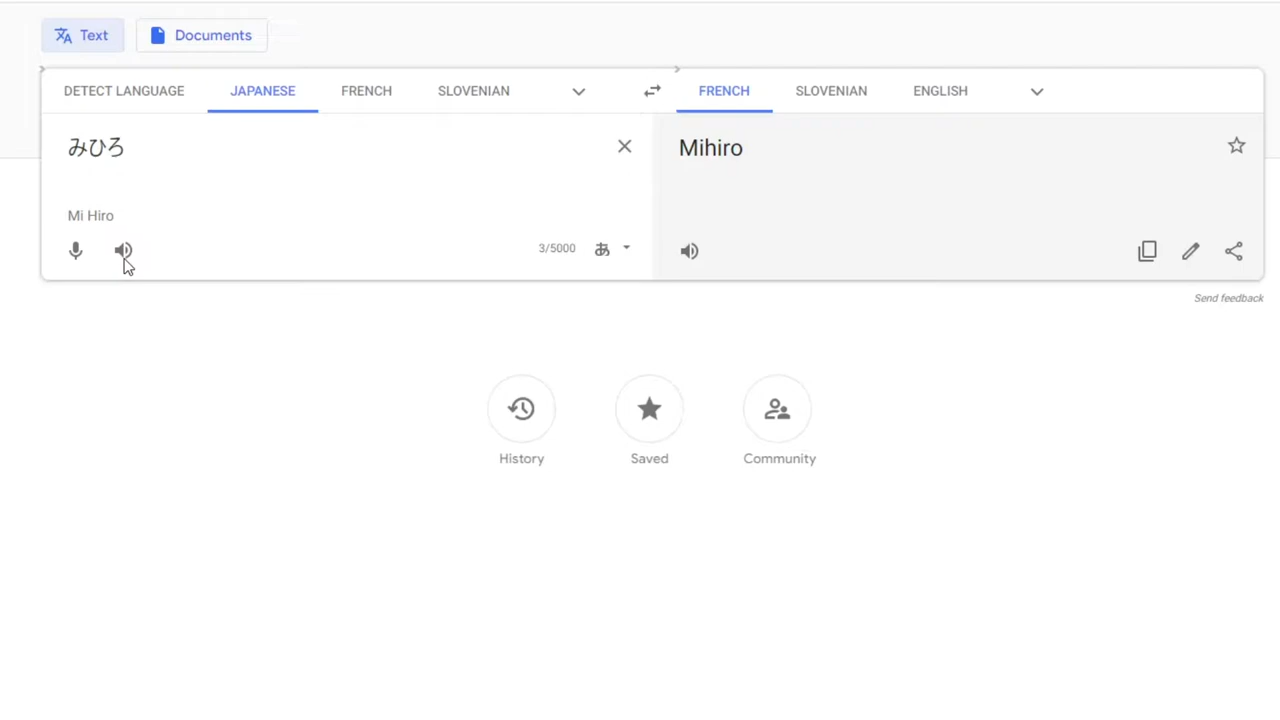 Text Documents
DETECT LANGUAGE JAPANESE FRENCH SLOVENIAN FRENCH SLOVENIAN ENGLISH
みひろ Mihiro
Mi Hiro
3/5000 あ
Send feedback
History Saved Community